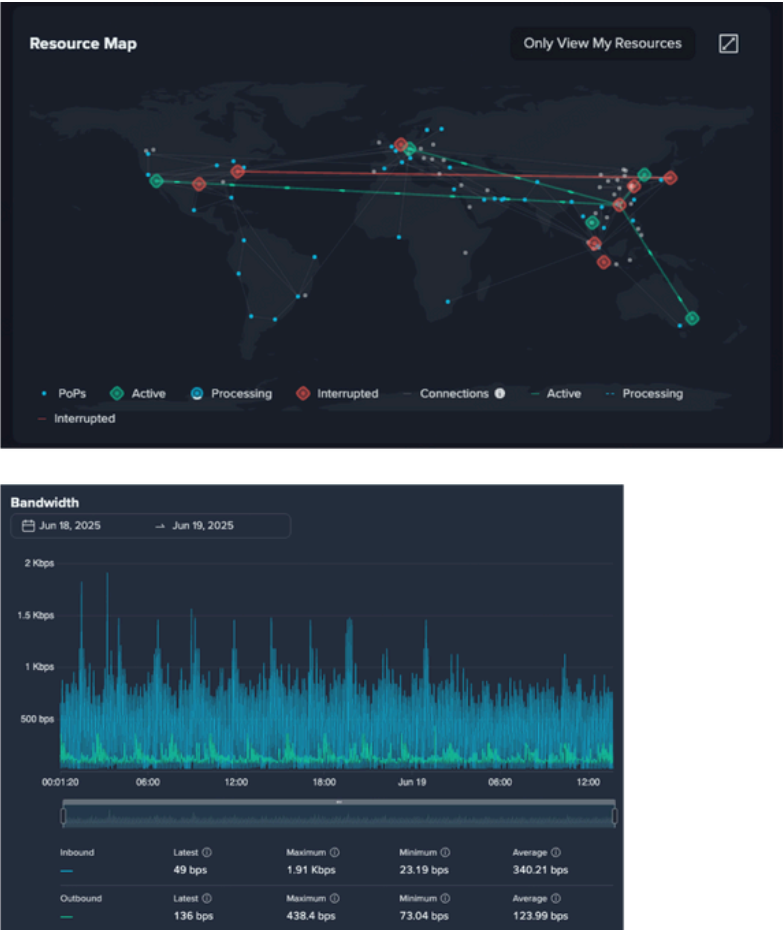 Resource Map
Only View My Resources
PoPs
Active
Processing
Interrupted
Connections
Active
Processing
Interrupted
Bandwidth
Jun 18, 2025 → Jun 19, 2025
2 Kbps
1.5 Kbps
1 Kbps
500 bps
00:01:20 06:00 12:00 18:00 Jun 19 06:00 12:00
Inbound Latest Maximum Minimum Average
49 bps 1.91 Kbps 23.19 bps 340.21 bps
Outbound Latest Maximum Minimum Average
136 bps 438.4 bps 73.04 bps 123.99 bps